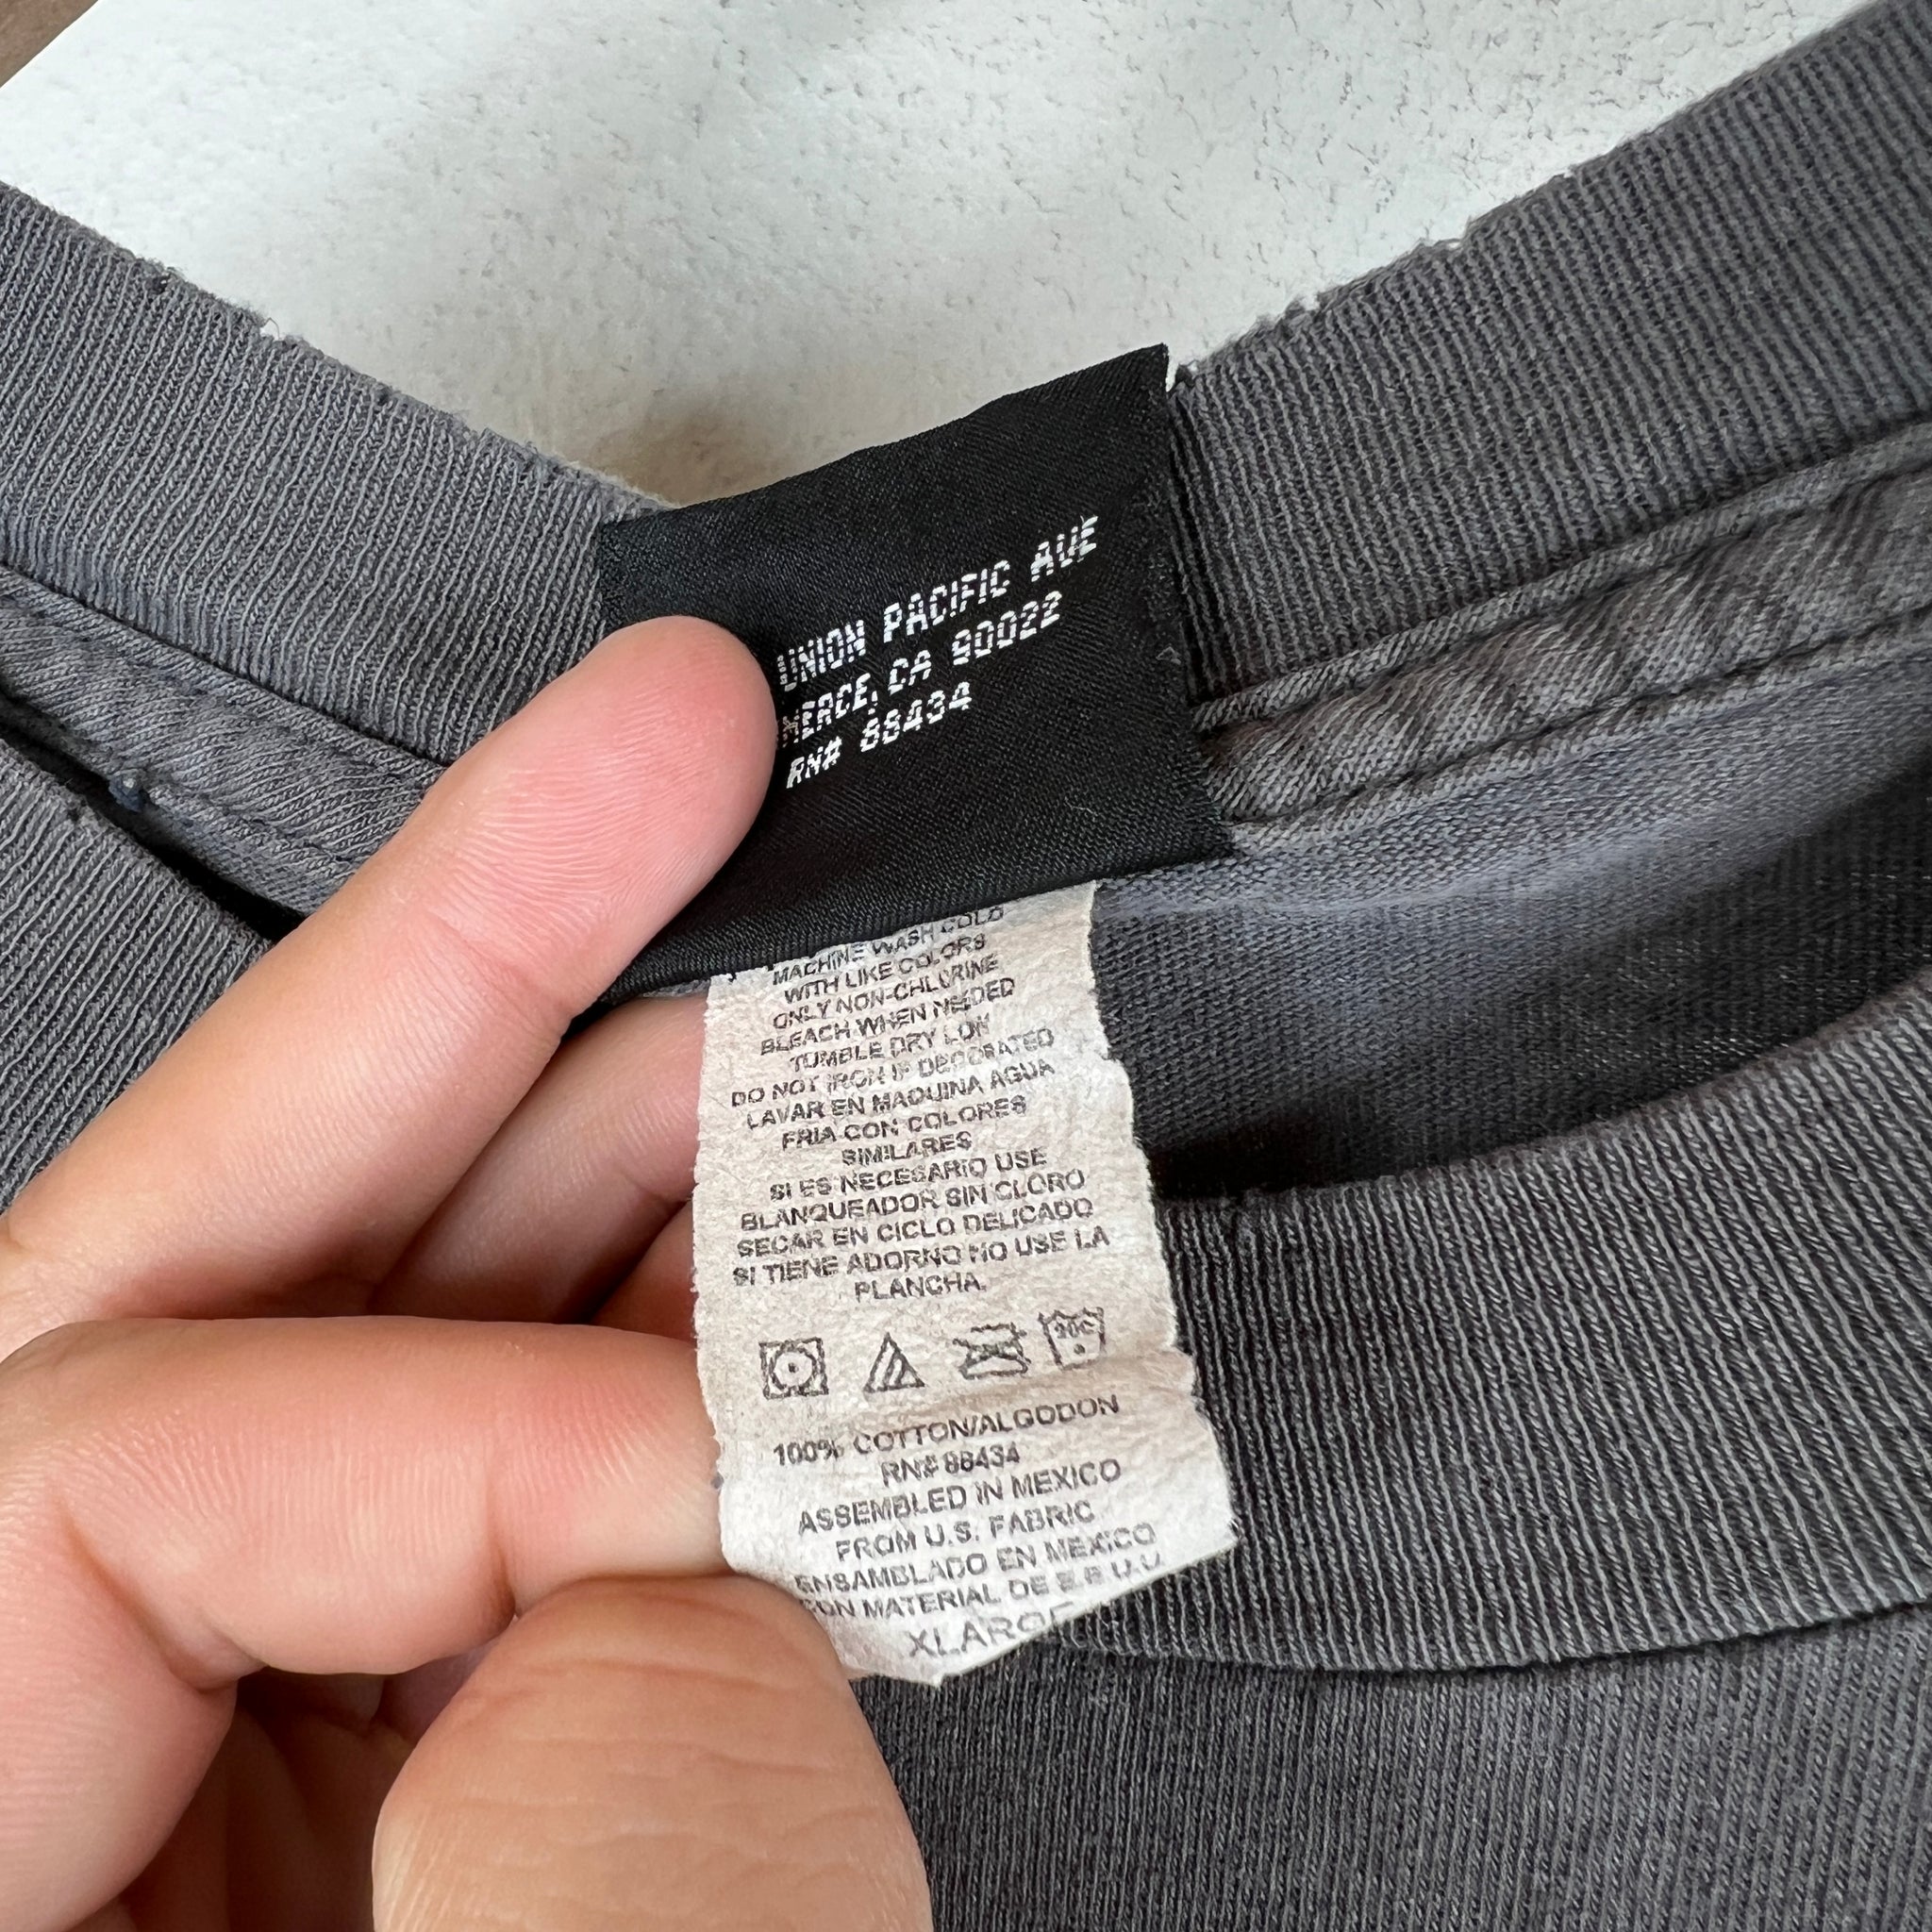 UNION PACIFIC AVE
MERCE, CA 90022
RN# 88434
MACHINE WASH COLD
WITH LIKE COLORS
ONLY NON-CHLORINE
BLEACH WHEN NEEDED
TUMBLE DRY LOW
DO NOT IRON IF DECORATED
LAVAR EN MAQUINA AGUA
FRIA CON COLORES
SIMILARES
SI ES NECESARIO USE
BLANQUEADOR SIN CLORO
SECAR EN CICLO DELICADO
SI TIENE ADORNO NO USE LA
PLANCHA.
30C
100% COTTON/ALGODON
RN# 88434
ASSEMBLED IN MEXICO
FROM U.S. FABRIC
ENSAMBLADO EN MEXICO
CON MATERIAL DE E.E U.U
XLARGE